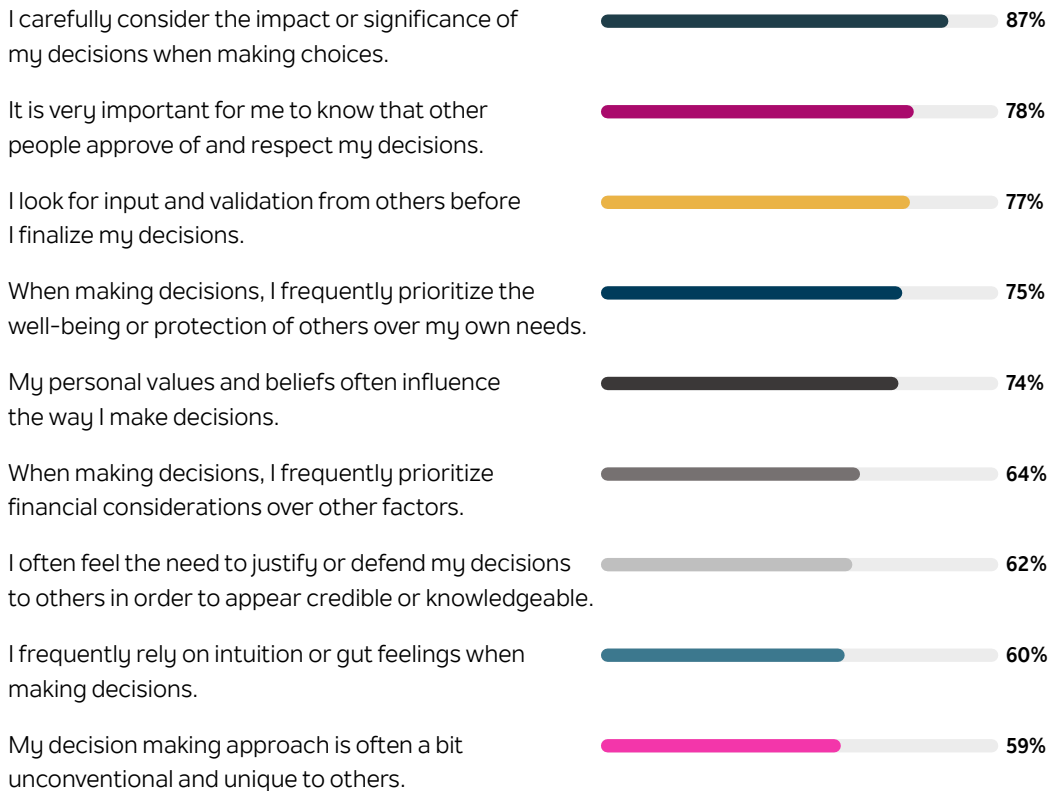 I carefully consider the impact or significance of
my decisions when making choices.
87%
It is very important for me to know that other
people approve of and respect my decisions.
78%
I look for input and validation from others before
I finalize my decisions.
77%
When making decisions, I frequently prioritize the
well-being or protection of others over my own needs.
75%
My personal values and beliefs often influence
the way I make decisions.
74%
When making decisions, I frequently prioritize
financial considerations over other factors.
64%
I often feel the need to justify or defend my decisions
to others in order to appear credible or knowledgeable.
62%
I frequently rely on intuition or gut feelings when
making decisions.
60%
My decision making approach is often a bit
unconventional and unique to others.
59%